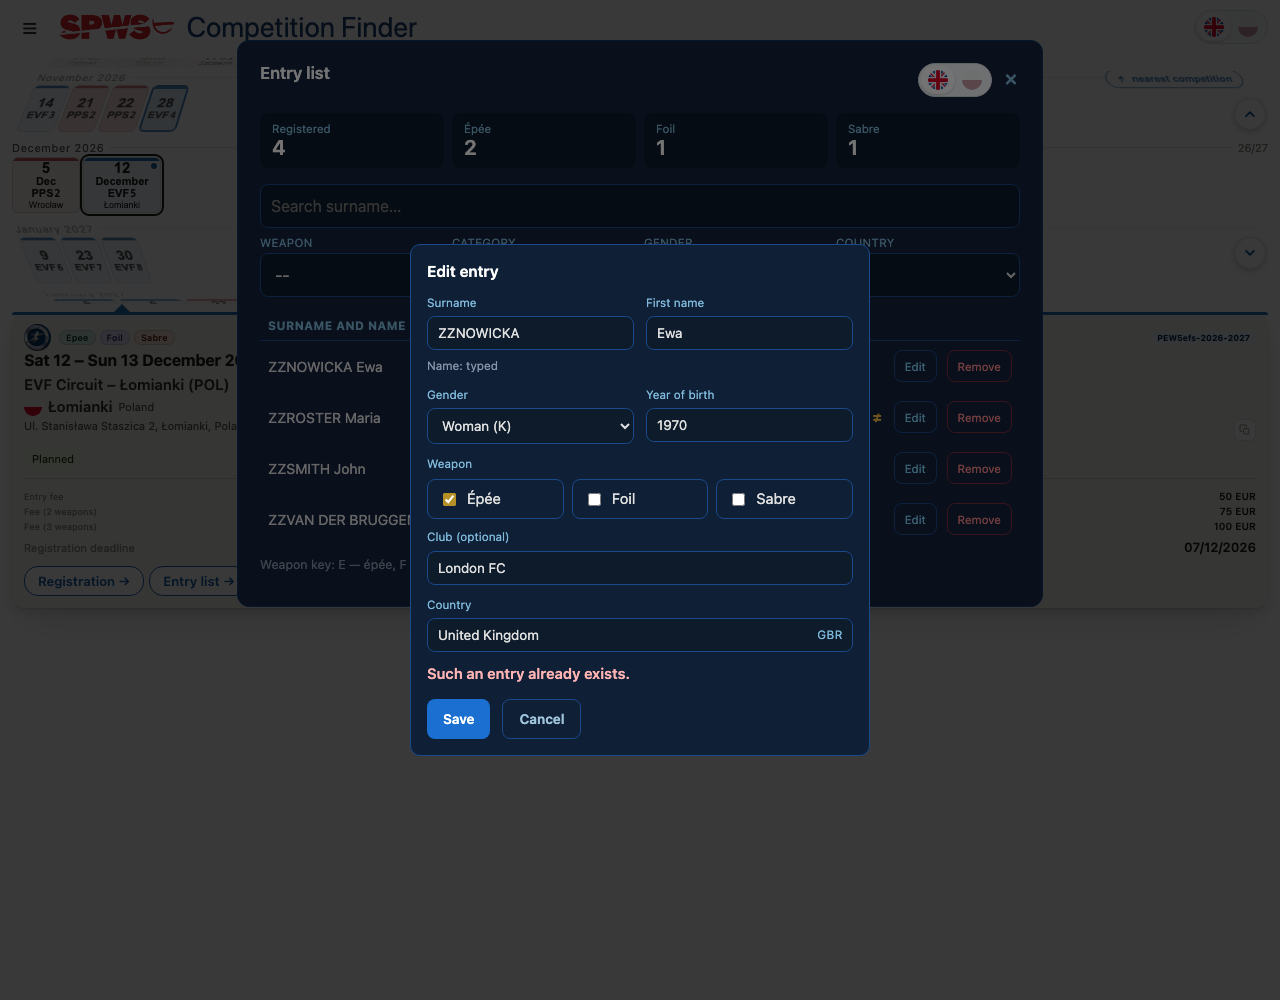 SPWS Competition Finder
November 2026
14 EVF3
21 PPS2
22 PPS2
28 EVF4
nearest competition
December 2026
26/27
5 Dec PPS2 Wrocław
12 December EVF5 Łomianki
January 2027
9 EVF6
23 EVF7
30 EVF8
Épée Foil Sabre
PEW5efs-2026-2027
Sat 12 – Sun 13 December 20
EVF Circuit – Łomianki (POL)
Łomianki Poland
Ul. Stanisława Staszica 2, Łomianki, Pola
Planned
Entry fee 50 EUR
Fee (2 weapons) 75 EUR
Fee (3 weapons) 100 EUR
Registration deadline 07/12/2026
Registration →
Entry list →
Entry list
×
Registered 4
Épée 2
Foil 1
Sabre 1
Search surname...
WEAPON CATEGORY GENDER COUNTRY
--
SURNAME AND NAME
ZZNOWICKA Ewa Edit Remove
ZZROSTER Maria ≠ Edit Remove
ZZSMITH John Edit Remove
ZZVAN DER BRUGGEN Edit Remove
Weapon key: E — épée, F
Edit entry
Surname First name
ZZNOWICKA Ewa
Name: typed
Gender Year of birth
Woman (K) 1970
Weapon
Épée Foil Sabre
Club (optional)
London FC
Country
United Kingdom GBR
Such an entry already exists.
Save Cancel